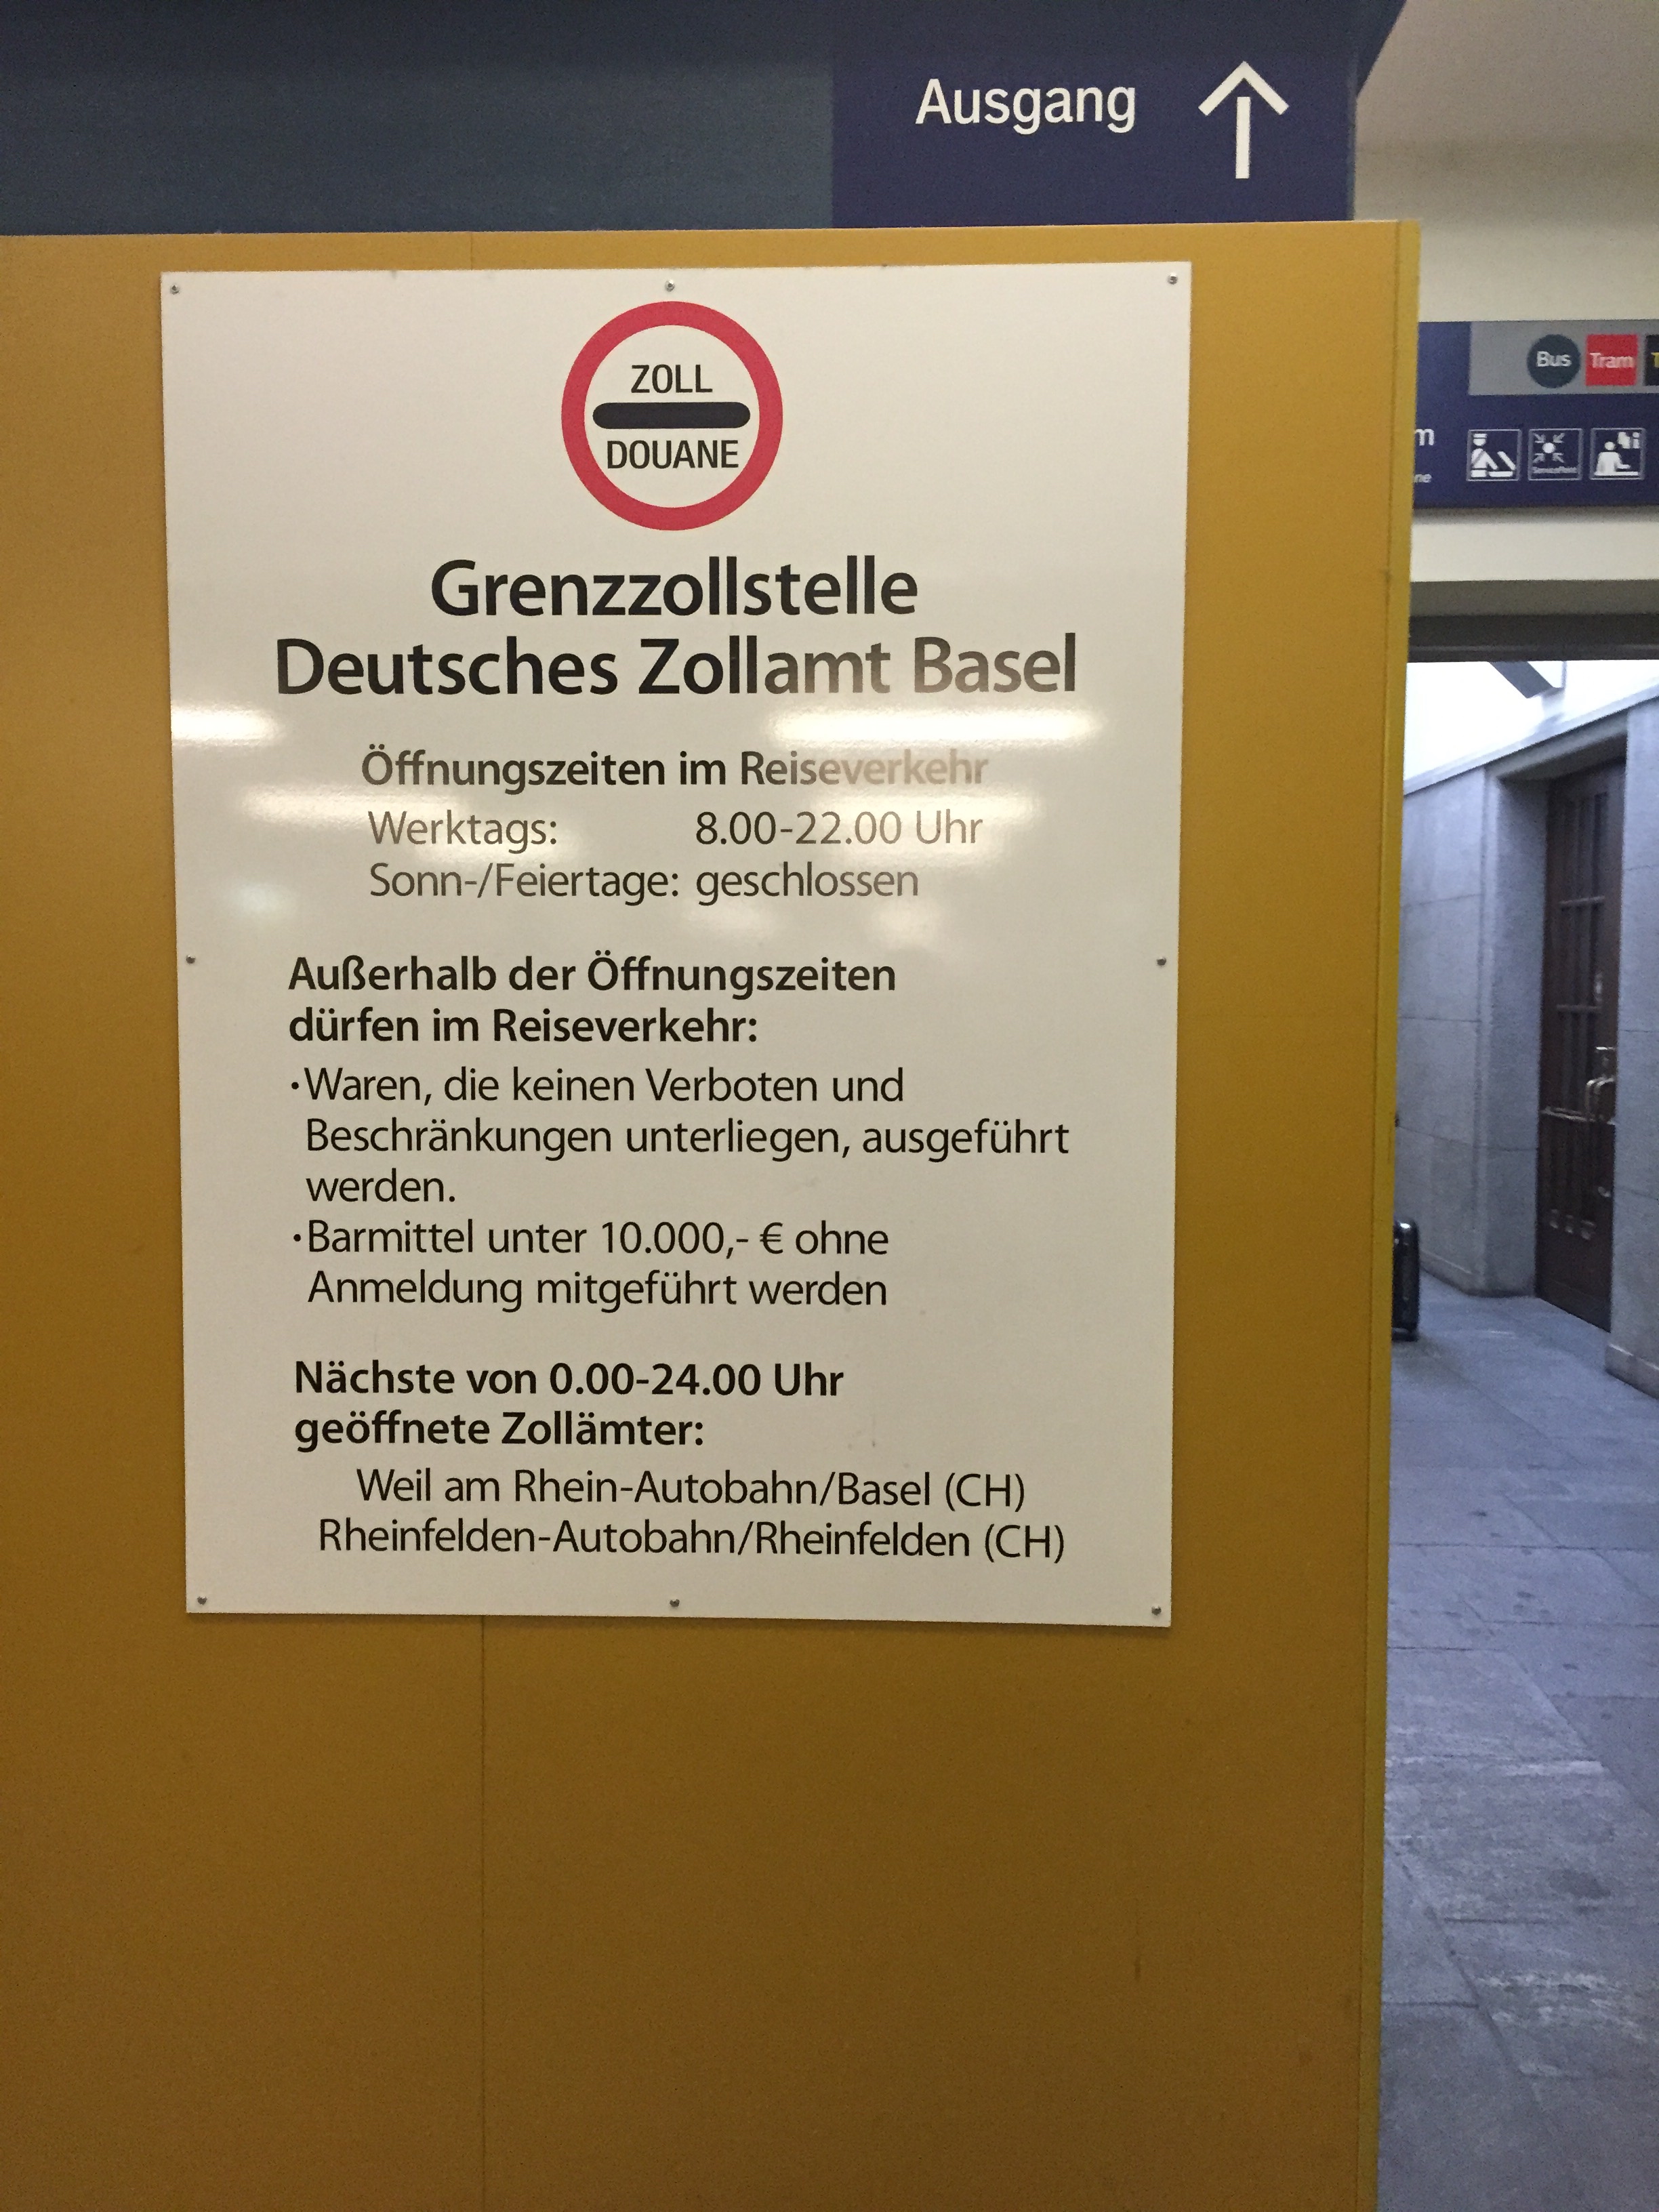 Ausgang
Bus Tram
ZOLL
DOUANE
Grenzzollstelle
Deutsches Zollamt Basel
Öffnungszeiten im Reiseverkehr
Werktags: 8.00-22.00 Uhr
Sonn-/Feiertage: geschlossen
Außerhalb der Öffnungszeiten
dürfen im Reiseverkehr:
·Waren, die keinen Verboten und
Beschränkungen unterliegen, ausgeführt
werden.
·Barmittel unter 10.000,- € ohne
Anmeldung mitgeführt werden
Nächste von 0.00-24.00 Uhr
geöffnete Zollämter:
Weil am Rhein-Autobahn/Basel (CH)
Rheinfelden-Autobahn/Rheinfelden (CH)